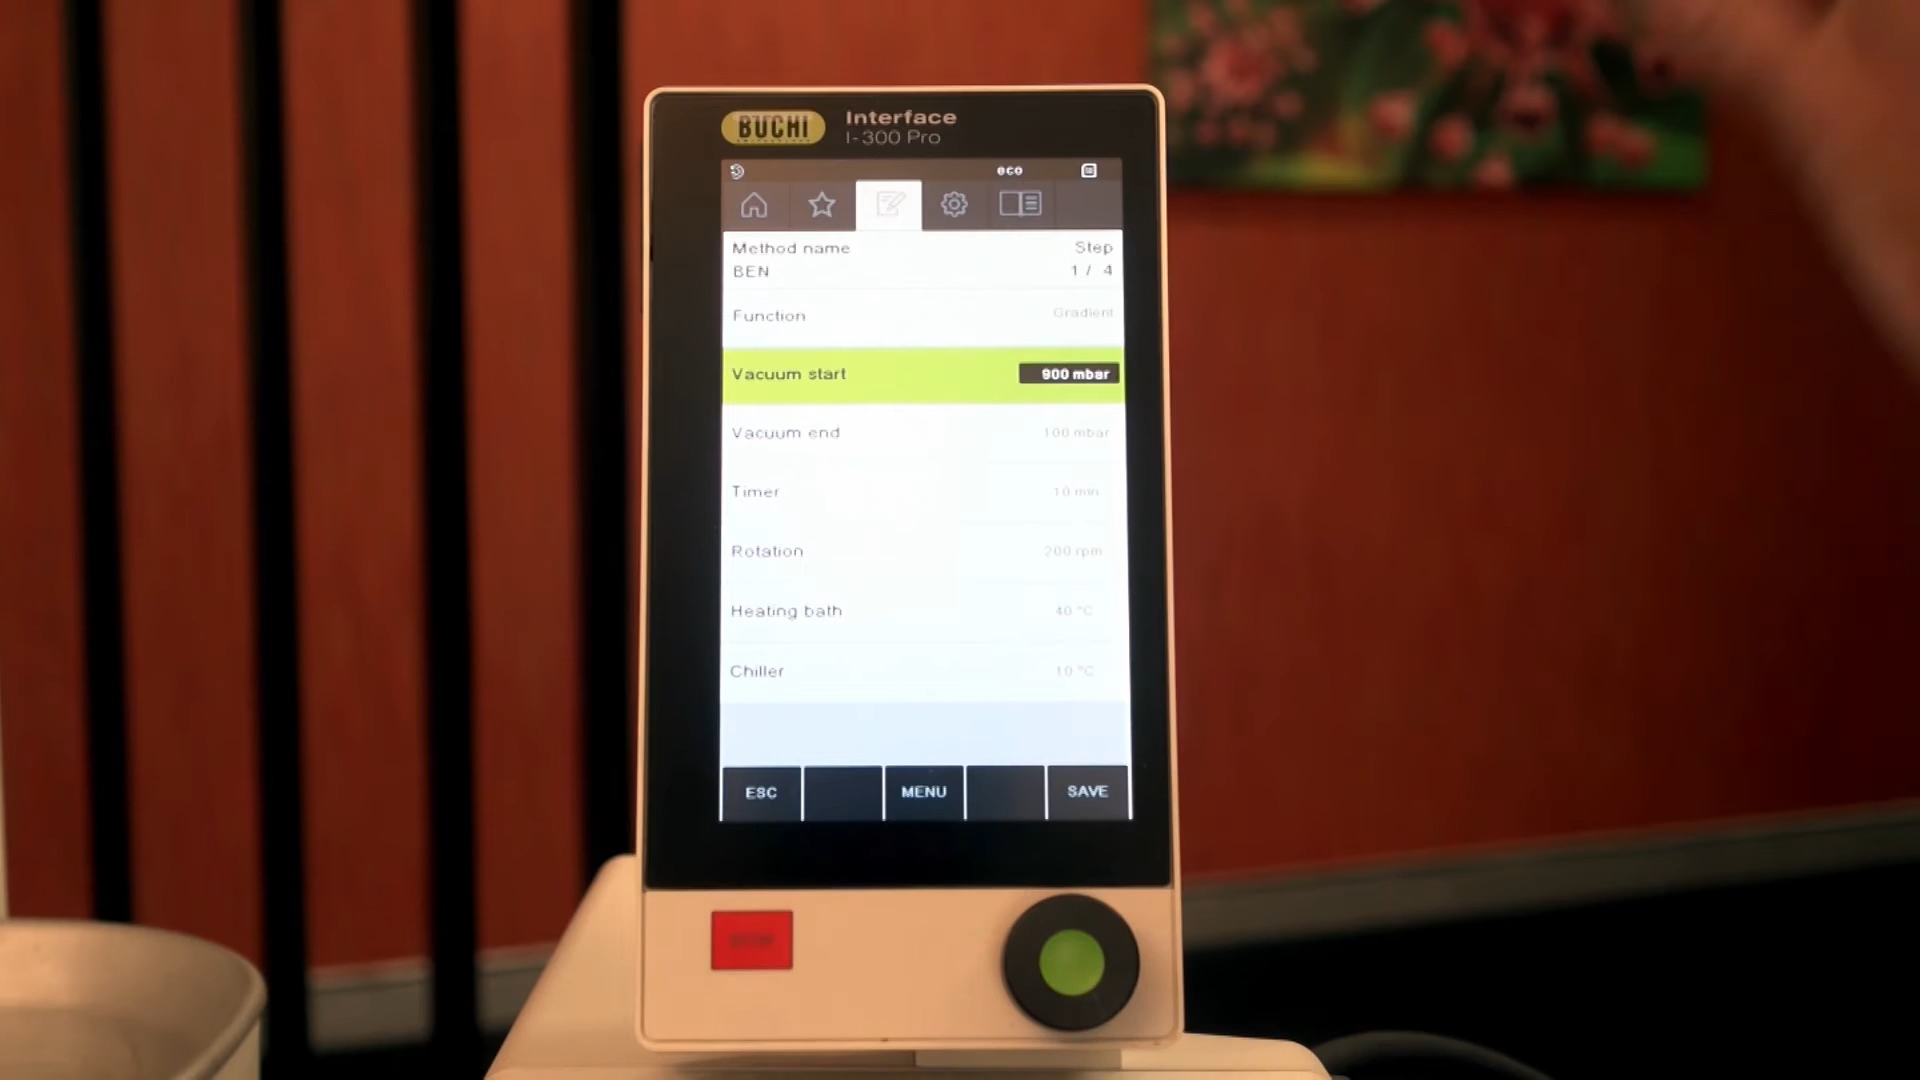 BUCHI
Interface
I-300 Pro
eco
Method name Step
BEN 1 / 4
Function Gradient
Vacuum start 900 mbar
Vacuum end 100 mbar
Timer 10 min
Rotation 200 rpm
Heating bath 40 °C
Chiller 10 °C
ESC MENU SAVE